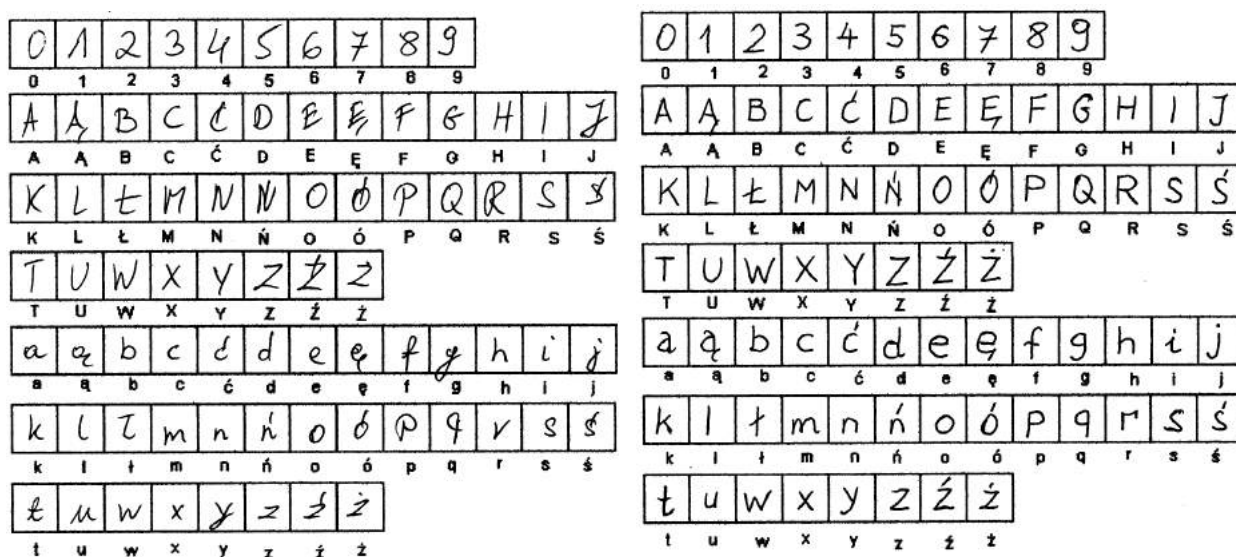 0 1 2 3 4 5 6 7 8 9
0 1 2 3 4 5 6 7 8 9
A Ą B C Ć D E Ę F G H I J
A Ą B C Ć D E Ę F G H I J
K L Ł M N Ń O Ó P Q R S Ś
K L Ł M N Ń O Ó P Q R S Ś
T U W X Y Z Ź Ż
T U W X Y Z Ź Ż
a ą b c ć d e ę f g h i j
a ą b c ć d e ę f g h i j
k l ł m n ń o ó p q r s ś
k l ł m n ń o ó p q r s ś
t u w x y z ź ż
t u w x y z ź ż
0 1 2 3 4 5 6 7 8 9
0 1 2 3 4 5 6 7 8 9
A Ą B C Ć D E Ę F G H I J
A Ą B C Ć D E Ę F G H I J
K L Ł M N Ń O Ó P Q R S Ś
K L Ł M N Ń O Ó P Q R S Ś
T U W X Y Z Ź Ż
T U W X Y Z Ź Ż
a ą b c ć d e ę f g h i j
a ą b c ć d e ę f g h i j
k l ł m n ń o ó p q r s ś
k l ł m n ń o ó p q r s ś
t u w x y z ź ż
t u w x y z ź ż